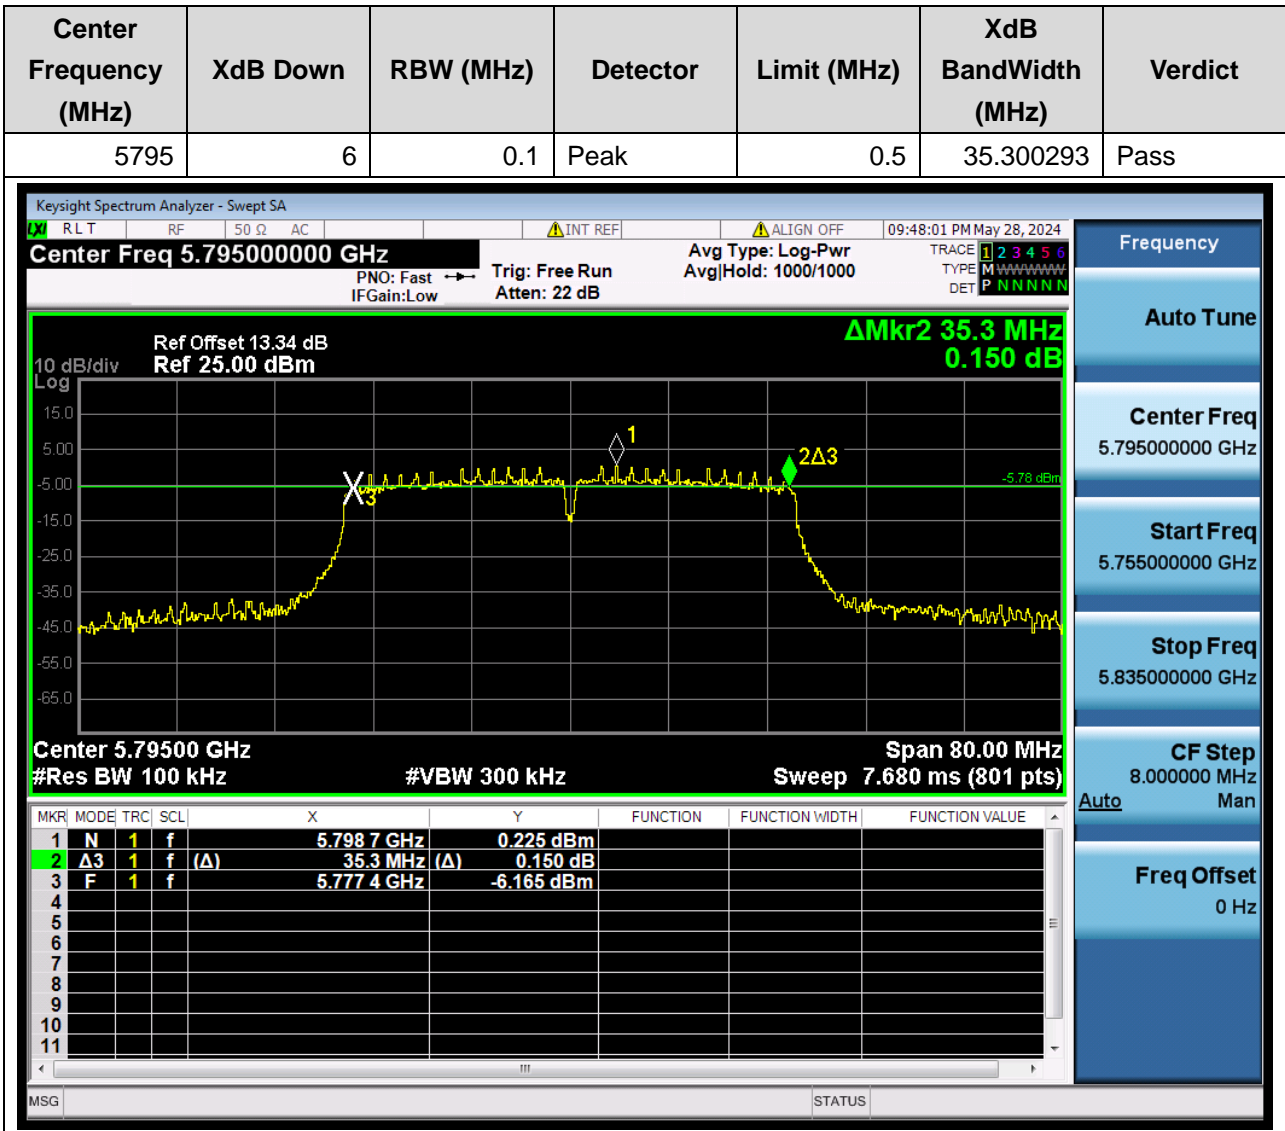 Center Frequency (MHz) XdB Down RBW (MHz) Detector Limit (MHz) XdB BandWidth (MHz) Verdict
5795 6 0.1 Peak 0.5 35.300293 Pass
Keysight Spectrum Analyzer - Swept SA
LXI RLT RF 50 Ω AC INT REF ALIGN OFF 09:48:01 PM May 28, 2024
Center Freq 5.795000000 GHz
PNO: Fast
IFGain:Low
Trig: Free Run
Atten: 22 dB
Avg Type: Log-Pwr
Avg|Hold: 1000/1000
TRACE 1 2 3 4 5 6
TYPE M WWWWW
DET P N N N N N
ΔMkr2 35.3 MHz
0.150 dB
Ref Offset 13.34 dB
Ref 25.00 dBm
10 dB/div
Log
15.0
5.00
-5.00
-15.0
-25.0
-35.0
-45.0
-55.0
-65.0
1
2Δ3
3
-5.78 dBm
Center 5.79500 GHz
Span 80.00 MHz
#Res BW 100 kHz
#VBW 300 kHz
Sweep 7.680 ms (801 pts)
MKR MODE TRC SCL X Y FUNCTION FUNCTION WIDTH FUNCTION VALUE
1 N 1 f 5.798 7 GHz 0.225 dBm
2 Δ3 1 f (Δ) 35.3 MHz (Δ) 0.150 dB
3 F 1 f 5.777 4 GHz -6.165 dBm
4
5
6
7
8
9
10
11
MSG STATUS
Frequency
Auto Tune
Center Freq
5.795000000 GHz
Start Freq
5.755000000 GHz
Stop Freq
5.835000000 GHz
CF Step
8.000000 MHz
Auto Man
Freq Offset
0 Hz